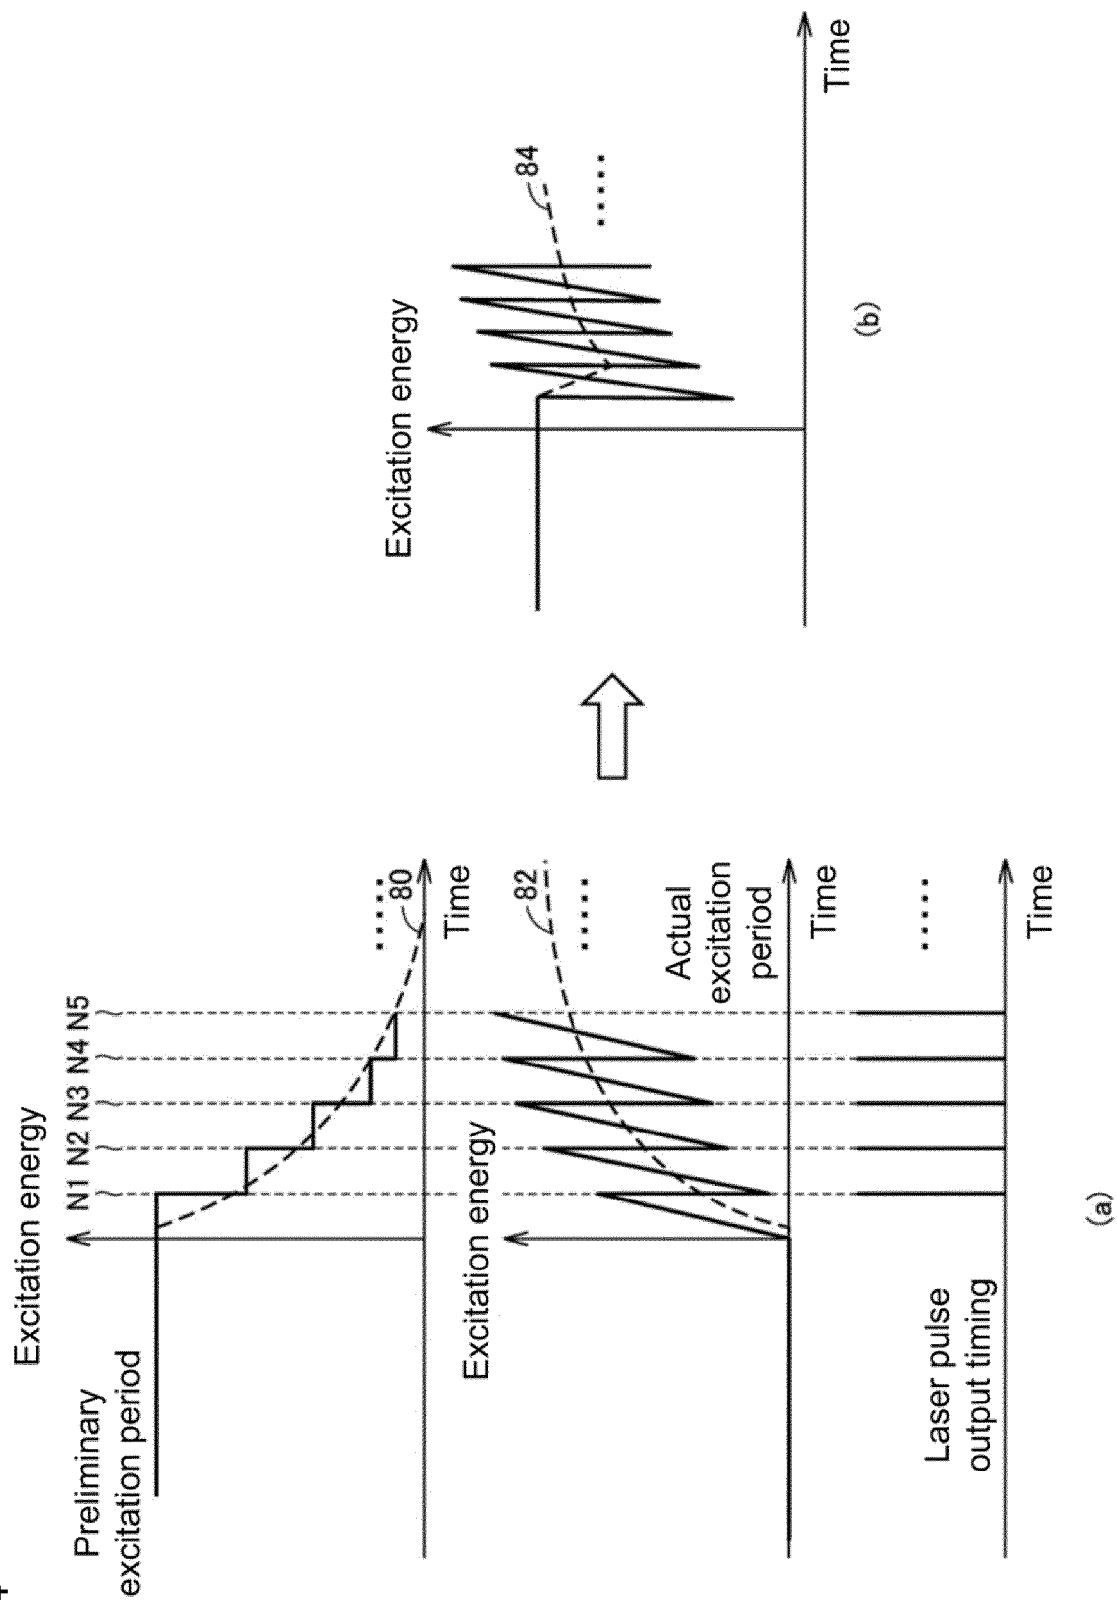 Excitation energy
Preliminary
excitation period
N1 N2 N3 N4 N5
80
Time
Excitation energy
82
Actual
excitation
period
Time
Laser pulse
output timing
Time
(a)
Excitation energy
84
Time
(b)